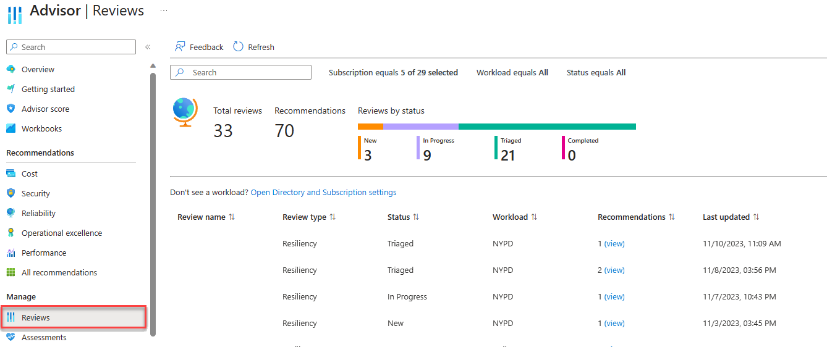 Advisor | Reviews ...
Search «
Overview
Getting started
Advisor score
Workbooks
Recommendations
Cost
Security
Reliability
Operational excellence
Performance
All recommendations
Manage
Reviews
Assessments
Feedback Refresh
Search Subscription equals 5 of 29 selected Workload equals All Status equals All
Total reviews Recommendations Reviews by status
33 70
New In Progress Triaged Completed
3 9 21 0
Don't see a workload? Open Directory and Subscription settings
Review name ↑↓ Review type ↑↓ Status ↑↓ Workload ↑↓ Recommendations ↑↓ Last updated ↑↓
Resiliency Triaged NYPD 1 (view) 11/10/2023, 11:09 AM
Resiliency Triaged NYPD 2 (view) 11/8/2023, 03:56 PM
Resiliency In Progress NYPD 1 (view) 11/7/2023, 10:43 PM
Resiliency New NYPD 1 (view) 11/3/2023, 03:45 PM